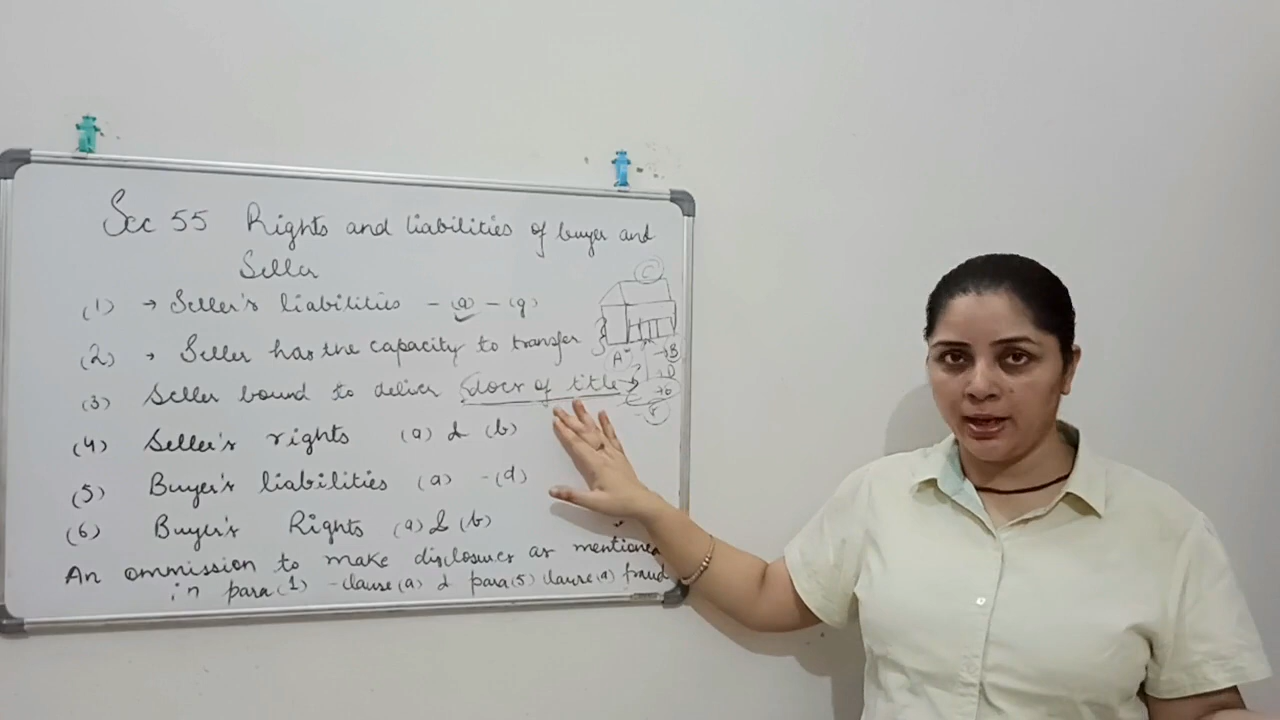 Sec 55 Rights and liabilities of buyer and
Seller
(1) → Seller's liabilities - (a) - (g)
(2) → Seller has the capacity to transfer
(3) Seller bound to deliver docs of title →
(4) Seller's rights (a) & (b)
(5) Buyer's liabilities (a) - (d)
(6) Buyer's Rights (a) & (b)
An ommission to make disclosures as mentioned
in para (1) - clause (a) & para (5) clause (a) fraud
C
A
→ B
→ D